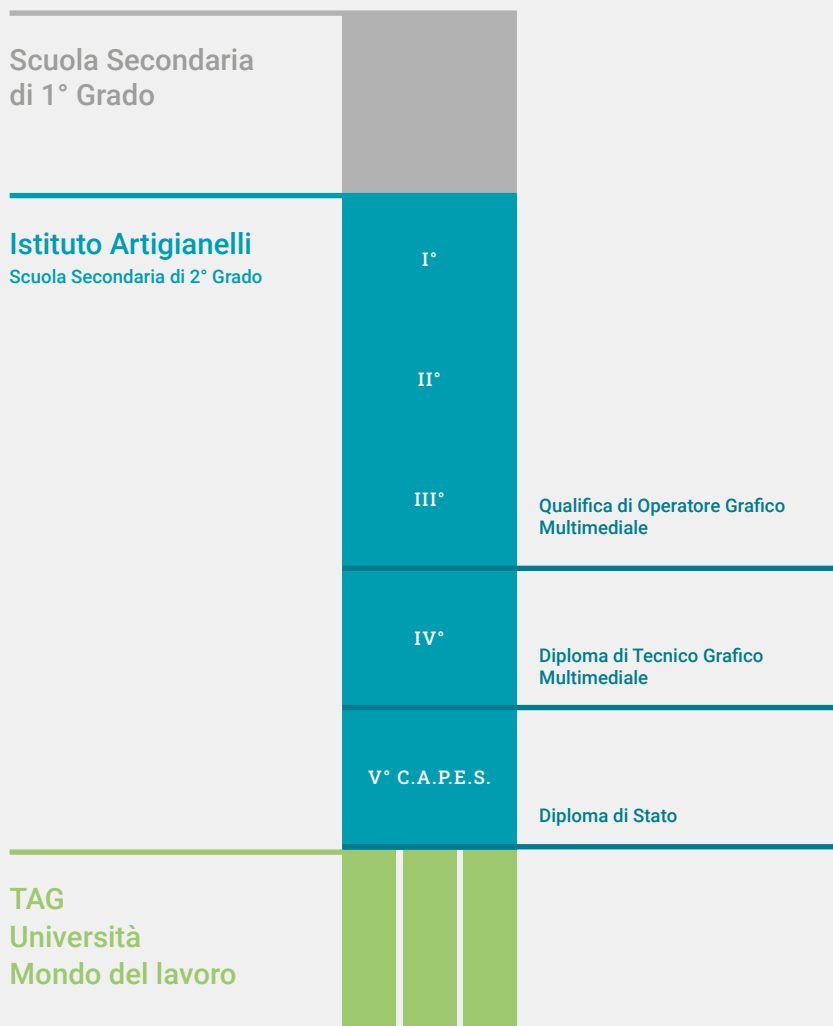 Scuola Secondaria
di 1° Grado
Istituto Artigianelli
Scuola Secondaria di 2° Grado
I°
II°
III°
Qualifica di Operatore Grafico
Multimediale
IV°
Diploma di Tecnico Grafico
Multimediale
V° C.A.P.E.S.
Diploma di Stato
TAG
Università
Mondo del lavoro